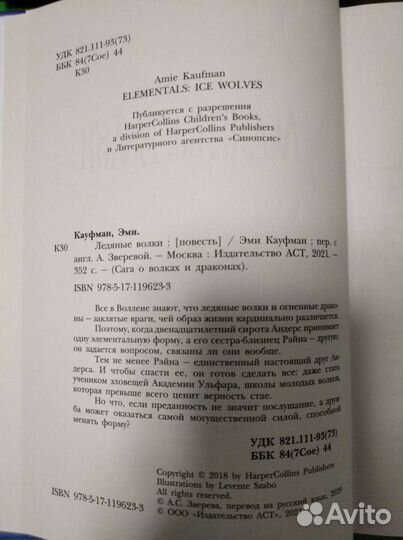 УДК 821.111-93(73)
ББК 84(7Сое) 44
К30
Amie Kaufman
ELEMENTALS: ICE WOLVES
Публикуется с разрешения
HarperCollins Children's Books,
a division of HarperCollins Publishers
и Литературного агентства «Синопсис»
Кауфман, Эми.
К30 Ледяные волки : [повесть] / Эми Кауфман ; пер. с
англ. А. Зверевой. – Москва : Издательство АСТ, 2021. –
352 с. – (Сага о волках и драконах).
ISBN 978-5-17-119623-3
Все в Воллене знают, что ледяные волки и огненные драко-
ны – заклятые враги, чей образ жизни кардинально различается.
Поэтому, когда двенадцатилетний сирота Андерс принимает
одну элементальную форму, а его сестра-близнец Рэйна – другую,
он задается вопросом, связаны ли они вообще.
Тем не менее Рэйна – единственный настоящий друг Ан-
дерса. И чтобы спасти ее, он готов сделать все: даже стать
учеником зловещей Академии Ульфара, школы молодых волков,
которая превыше всего ценит верность стае.
Но что, если преданность не значит послушание, а друж
ба может оказаться самой могущественной силой, способной
менять форму?
УДК 821.111-93(73)
ББК 84(7Сое) 44
Copyright © 2018 by HarperCollins Publishers
Illustrations by Levente Szabo
© А.С. Зверева, перевод на русский язык, 2020
ISBN 978-5-17-119623-3 © ООО «Издательство АСТ»,
Avito